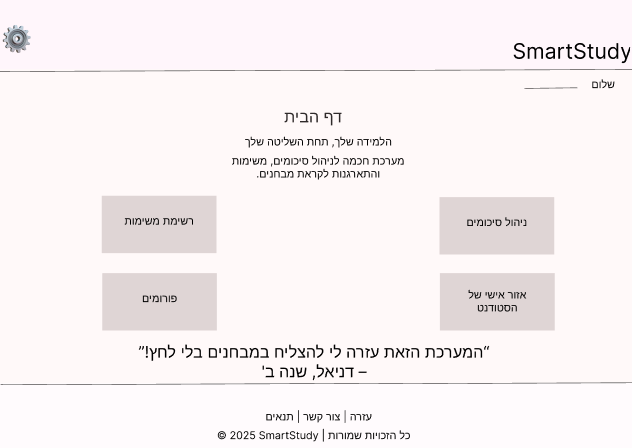 SmartStudy
שלום ________
דף הבית
הלמידה שלך, תחת השליטה שלך
מערכת חכמה לניהול סיכומים, משימות
והתארגנות לקראת מבחנים.
ניהול סיכומים
רשימת משימות
אזור אישי של
הסטודנט
פורומים
“המערכת הזאת עזרה לי להצליח במבחנים בלי לחץ!”
– דניאל, שנה ב'
עזרה | צור קשר | תנאים
כל הזכויות שמורות | SmartStudy 2025 ©